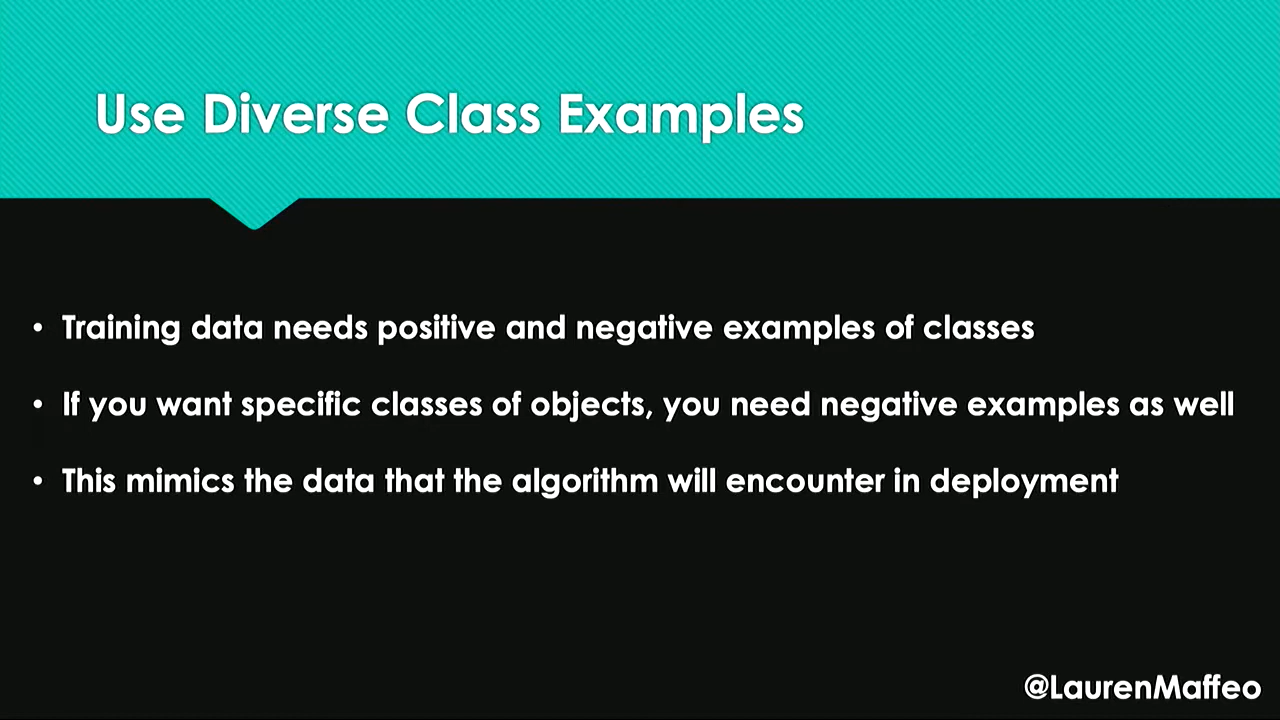 Use Diverse Class Examples
• Training data needs positive and negative examples of classes
• If you want specific classes of objects, you need negative examples as well
• This mimics the data that the algorithm will encounter in deployment
@LaurenMaffeo